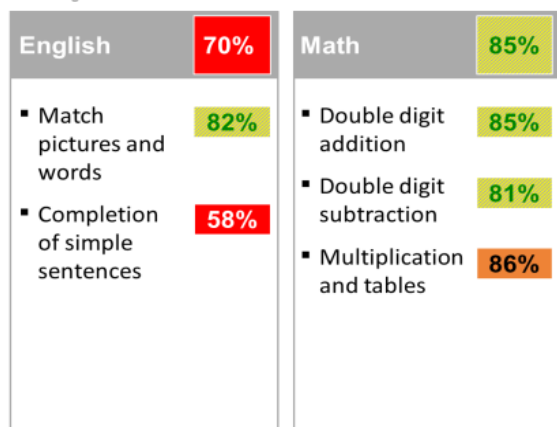 English 70%
▪ Match pictures and words 82%
▪ Completion of simple sentences 58%
Math 85%
▪ Double digit addition 85%
▪ Double digit subtraction 81%
▪ Multiplication and tables 86%